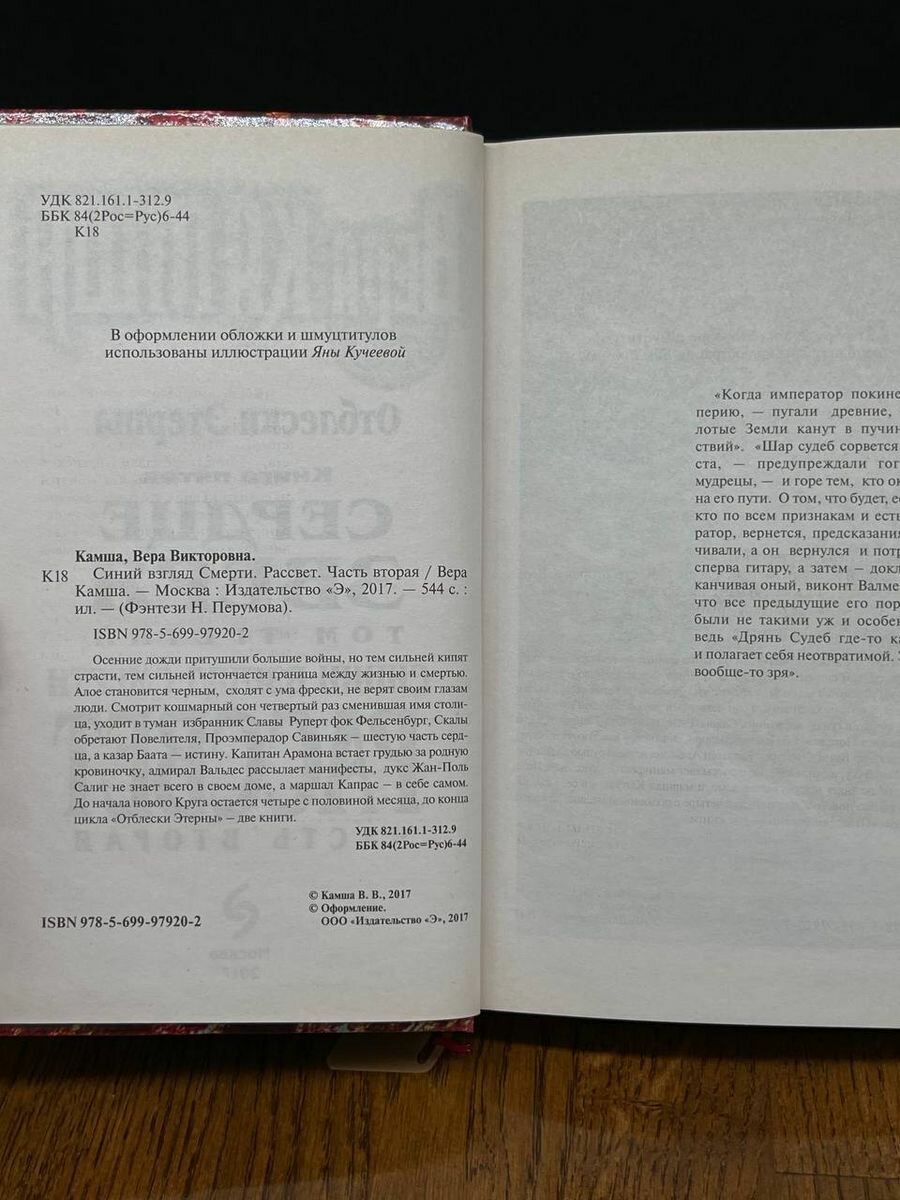 УДК 821.161.1-312.9
ББК 84(2Рос=Рус)6-44
К18
В оформлении обложки и шмуцтитулов
использованы иллюстрации Яны Кучеевой
Камша, Вера Викторовна.
К18 Синий взгляд Смерти. Рассвет. Часть вторая / Вера
Камша. — Москва : Издательство «Э», 2017. — 544 с. :
ил. — (Фэнтези Н. Перумова).
ISBN 978-5-699-97920-2
Осенние дожди притушили большие войны, но тем сильней кипят
страсти, тем сильней истончается граница между жизнью и смертью.
Алое становится черным, сходят с ума фрески, не верят своим глазам
люди. Смотрит кошмарный сон четвертый раз сменившая имя столи-
ца, уходит в туман избранник Славы Руперт фок Фельсенбург, Скалы
обретают Повелителя, Проэмперадор Савиньяк — шестую часть серд-
ца, а казар Баата — истину. Капитан Арамона встает грудью за родную
кровиночку, адмирал Вальдес рассылает манифесты, дукс Жан-Поль
Салиг не знает всего в своем доме, а маршал Капрас — в себе самом.
До начала нового Круга остается четыре с половиной месяца, до конца
цикла «Отблески Этерны» — две книги.
УДК 821.161.1-312.9
ББК 84(2Рос=Рус)6-44
© Камша В. В., 2017
© Оформление.
ООО «Издательство «Э», 2017
ISBN 978-5-699-97920-2
«Когда император покине
перию, — пугали древние,
лотые Земли канут в пучин
ствий». «Шар судеб сорвется
ста, — предупреждали гог
мудрецы, — и горе тем, кто ок
на его пути. О том, что будет, е
кто по всем признакам и есть
ратор, вернется, предсказания
чивали, а он вернулся и потр
сперва гитару, а затем — докл
канчивая оный, виконт Валме
что все предыдущие его пор
были не такими уж и особен
ведь «Дрянь Судеб где-то ка
и полагает себя неотвратимой.
вообще-то зря».